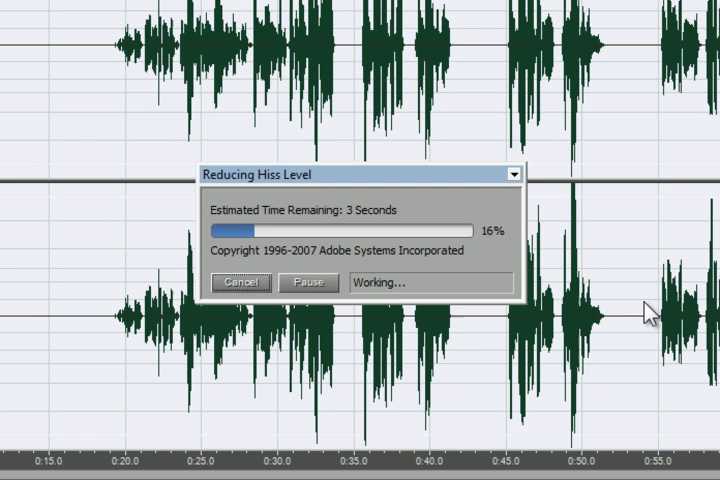 Reducing Hiss Level
Estimated Time Remaining: 3 Seconds
16%
Copyright 1996-2007 Adobe Systems Incorporated
Cancel Pause Working...
0:15.0 0:20.0 0:25.0 0:30.0 0:35.0 0:40.0 0:45.0 0:50.0 0:55.0